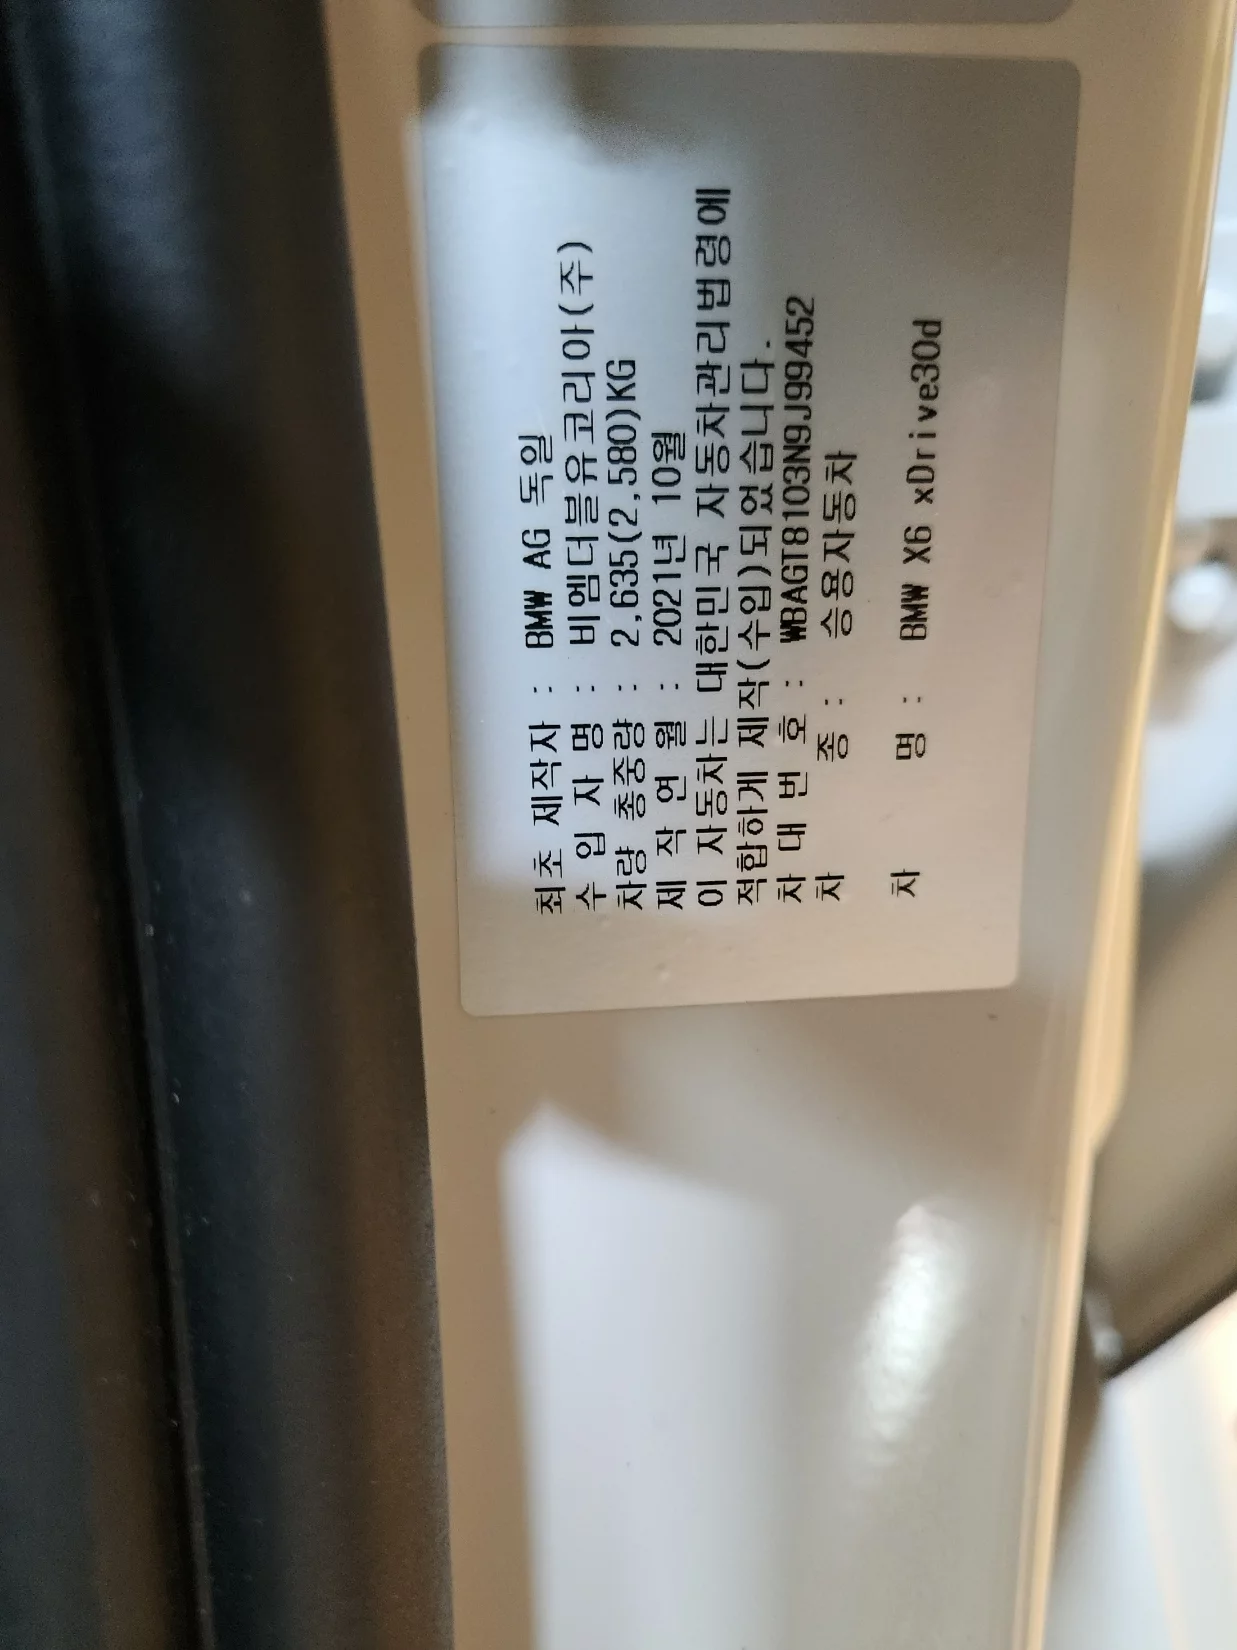 최초 제작자 : BMW AG 독일
수 입 자 명 : 비엠더블유코리아(주)
차량 총중량 : 2,635(2,580)KG
제 작 연 월 : 2021년 10월
이 자동차는 대한민국 자동차관리법령에
적합하게 제작(수입)되었습니다.
차 대 번 호 : WBAGT8103N9J99452
차 종 : 승용자동차
차 명 : BMW X6 xDrive30d